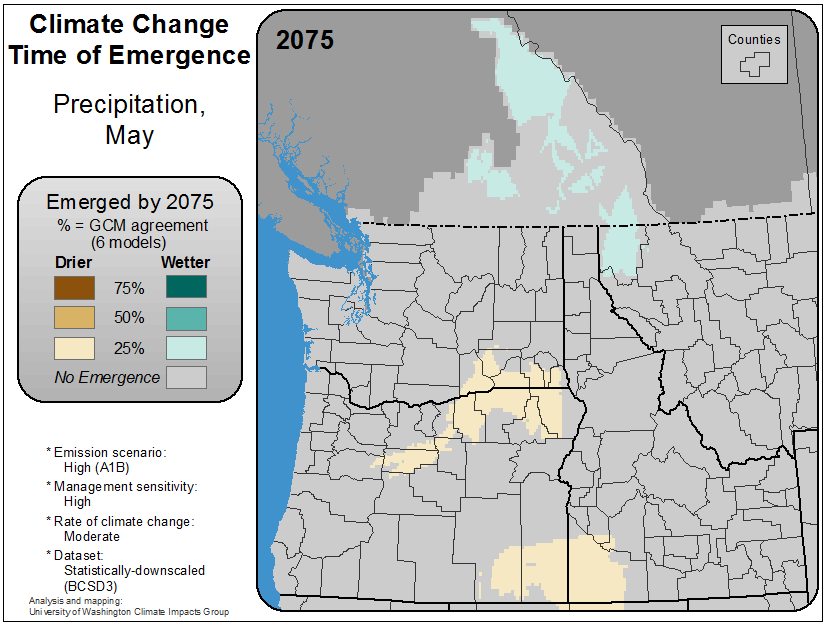 Climate Change
Time of Emergence
Precipitation,
May
Emerged by 2075
% = GCM agreement
(6 models)
Drier Wetter
75%
50%
25%
No Emergence
* Emission scenario:
High (A1B)
* Management sensitivity:
High
* Rate of climate change:
Moderate
* Dataset:
Statistically-downscaled
(BCSD3)
Analysis and mapping:
University of Washington Climate Impacts Group
2075
Counties